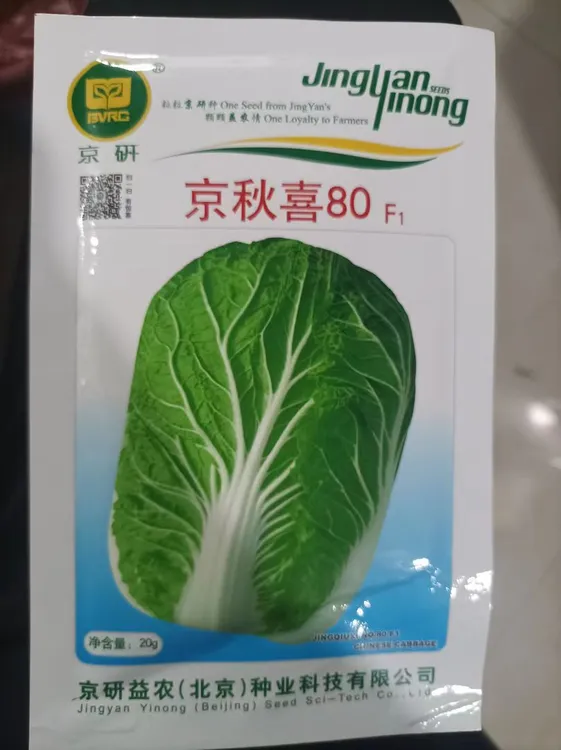 BVRC
®
京研
粒粒京研种 One Seed from JingYan's
颗颗益农情 One Loyalty to Farmers
JingYan
SEEDS
Yinong
京秋喜80 F1
净含量: 20g
CHINESE CABBAGE
京研益农(北京)种业科技有限公司
Jingyan Yinong (Beijing) Seed Sci-Tech Co., Ltd.